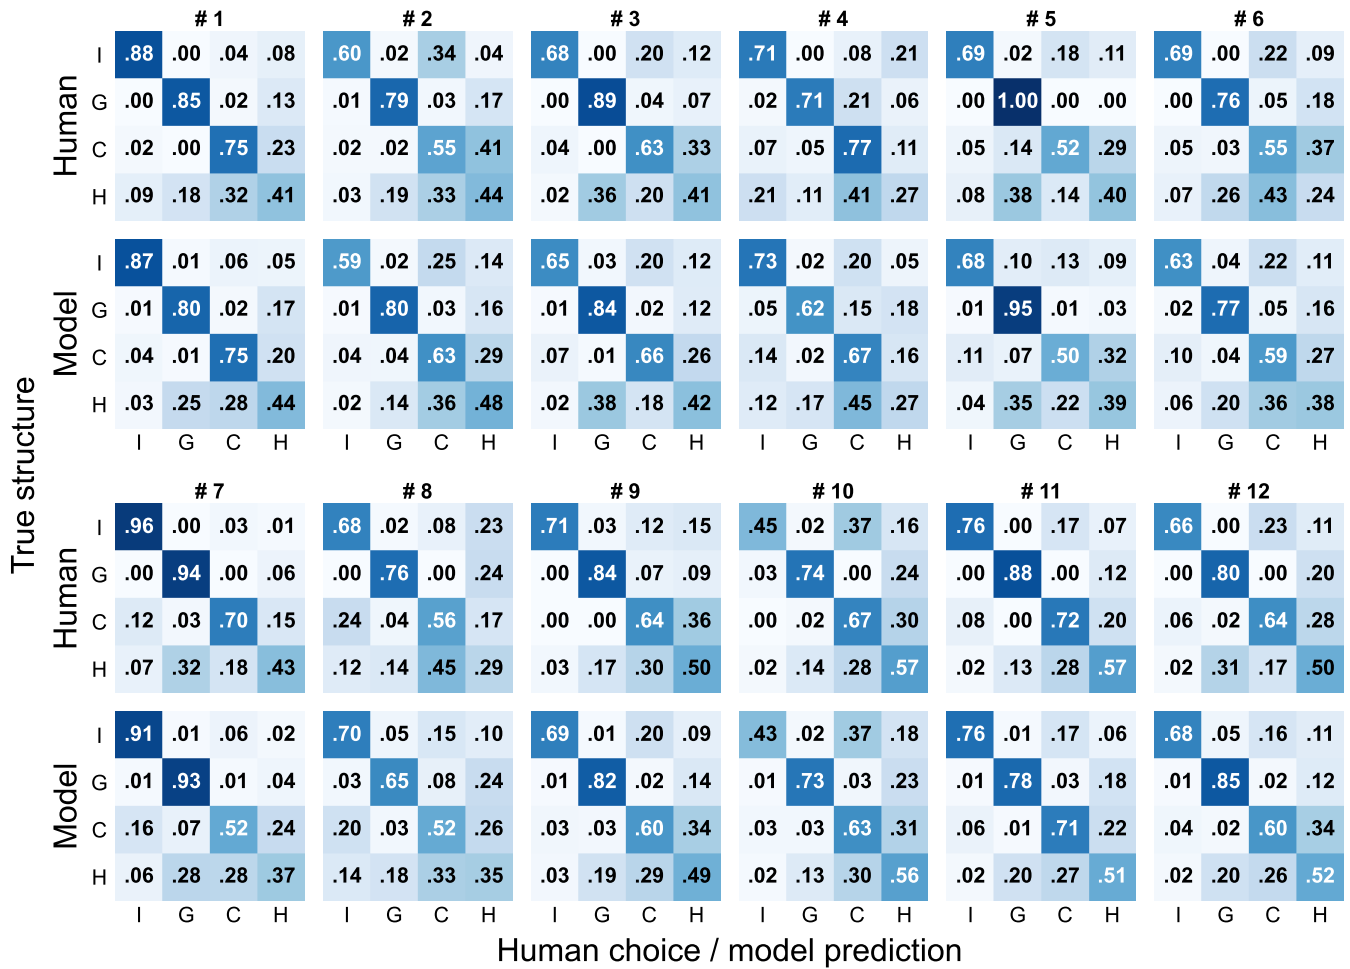 # 1 # 2 # 3 # 4 # 5 # 6
I .88 .00 .04 .08 .60 .02 .34 .04 .68 .00 .20 .12 .71 .00 .08 .21 .69 .02 .18 .11 .69 .00 .22 .09
G .00 .85 .02 .13 .01 .79 .03 .17 .00 .89 .04 .07 .02 .71 .21 .06 .00 1.00 .00 .00 .00 .76 .05 .18
C .02 .00 .75 .23 .02 .02 .55 .41 .04 .00 .63 .33 .07 .05 .77 .11 .05 .14 .52 .29 .05 .03 .55 .37
H .09 .18 .32 .41 .03 .19 .33 .44 .02 .36 .20 .41 .21 .11 .41 .27 .08 .38 .14 .40 .07 .26 .43 .24
Human
I .87 .01 .06 .05 .59 .02 .25 .14 .65 .03 .20 .12 .73 .02 .20 .05 .68 .10 .13 .09 .63 .04 .22 .11
G .01 .80 .02 .17 .01 .80 .03 .16 .01 .84 .02 .12 .05 .62 .15 .18 .01 .95 .01 .03 .02 .77 .05 .16
C .04 .01 .75 .20 .04 .04 .63 .29 .07 .01 .66 .26 .14 .02 .67 .16 .11 .07 .50 .32 .10 .04 .59 .27
H .03 .25 .28 .44 .02 .14 .36 .48 .02 .38 .18 .42 .12 .17 .45 .27 .04 .35 .22 .39 .06 .20 .36 .38
Model
I G C H I G C H I G C H I G C H I G C H I G C H
True structure
# 7 # 8 # 9 # 10 # 11 # 12
I .96 .00 .03 .01 .68 .02 .08 .23 .71 .03 .12 .15 .45 .02 .37 .16 .76 .00 .17 .07 .66 .00 .23 .11
G .00 .94 .00 .06 .00 .76 .00 .24 .00 .84 .07 .09 .03 .74 .00 .24 .00 .88 .00 .12 .00 .80 .00 .20
C .12 .03 .70 .15 .24 .04 .56 .17 .00 .00 .64 .36 .00 .02 .67 .30 .08 .00 .72 .20 .06 .02 .64 .28
H .07 .32 .18 .43 .12 .14 .45 .29 .03 .17 .30 .50 .02 .14 .28 .57 .02 .13 .28 .57 .02 .31 .17 .50
Human
I .91 .01 .06 .02 .70 .05 .15 .10 .69 .01 .20 .09 .43 .02 .37 .18 .76 .01 .17 .06 .68 .05 .16 .11
G .01 .93 .01 .04 .03 .65 .08 .24 .01 .82 .02 .14 .01 .73 .03 .23 .01 .78 .03 .18 .01 .85 .02 .12
C .16 .07 .52 .24 .20 .03 .52 .26 .03 .03 .60 .34 .03 .03 .63 .31 .06 .01 .71 .22 .04 .02 .60 .34
H .06 .28 .28 .37 .14 .18 .33 .35 .03 .19 .29 .49 .02 .13 .30 .56 .02 .20 .27 .51 .02 .20 .26 .52
Model
I G C H I G C H I G C H I G C H I G C H I G C H
Human choice / model prediction